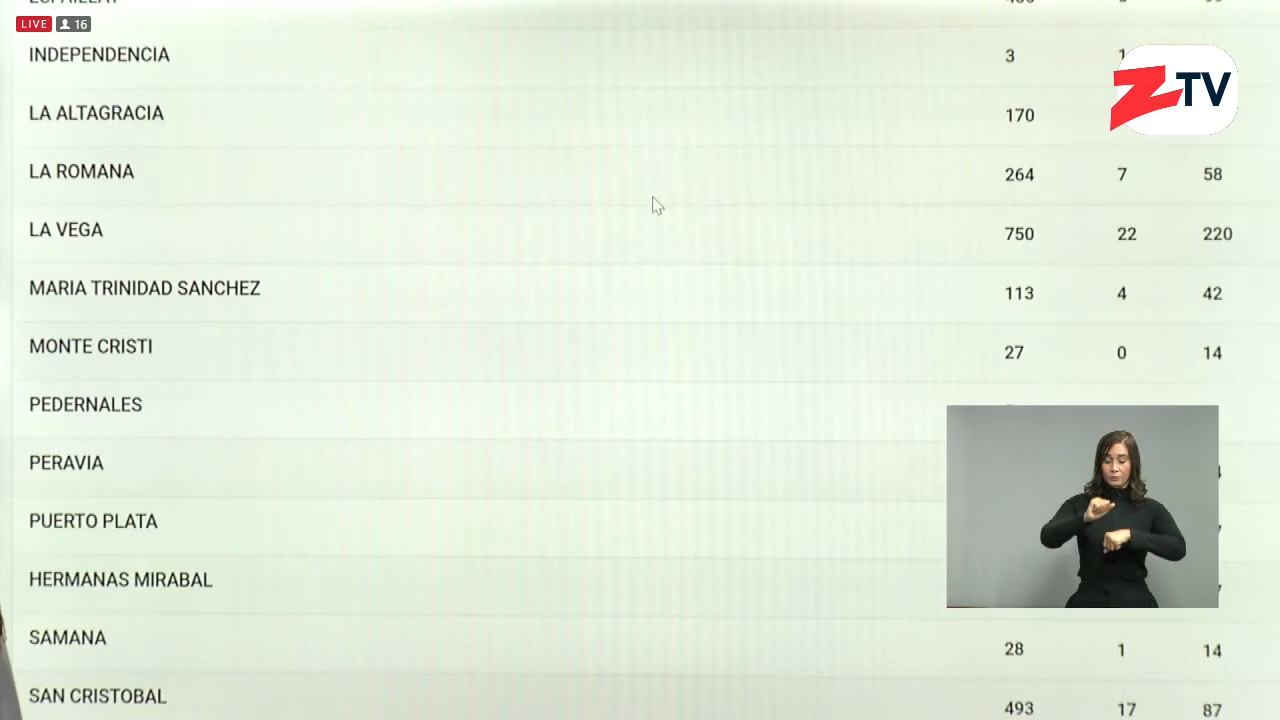 LIVE 16
INDEPENDENCIA 3 1
LA ALTAGRACIA 170
ZTV
LA ROMANA 264 7 58
LA VEGA 750 22 220
MARIA TRINIDAD SANCHEZ 113 4 42
MONTE CRISTI 27 0 14
PEDERNALES
PERAVIA
PUERTO PLATA
HERMANAS MIRABAL
SAMANA 28 1 14
SAN CRISTOBAL 493 17 87